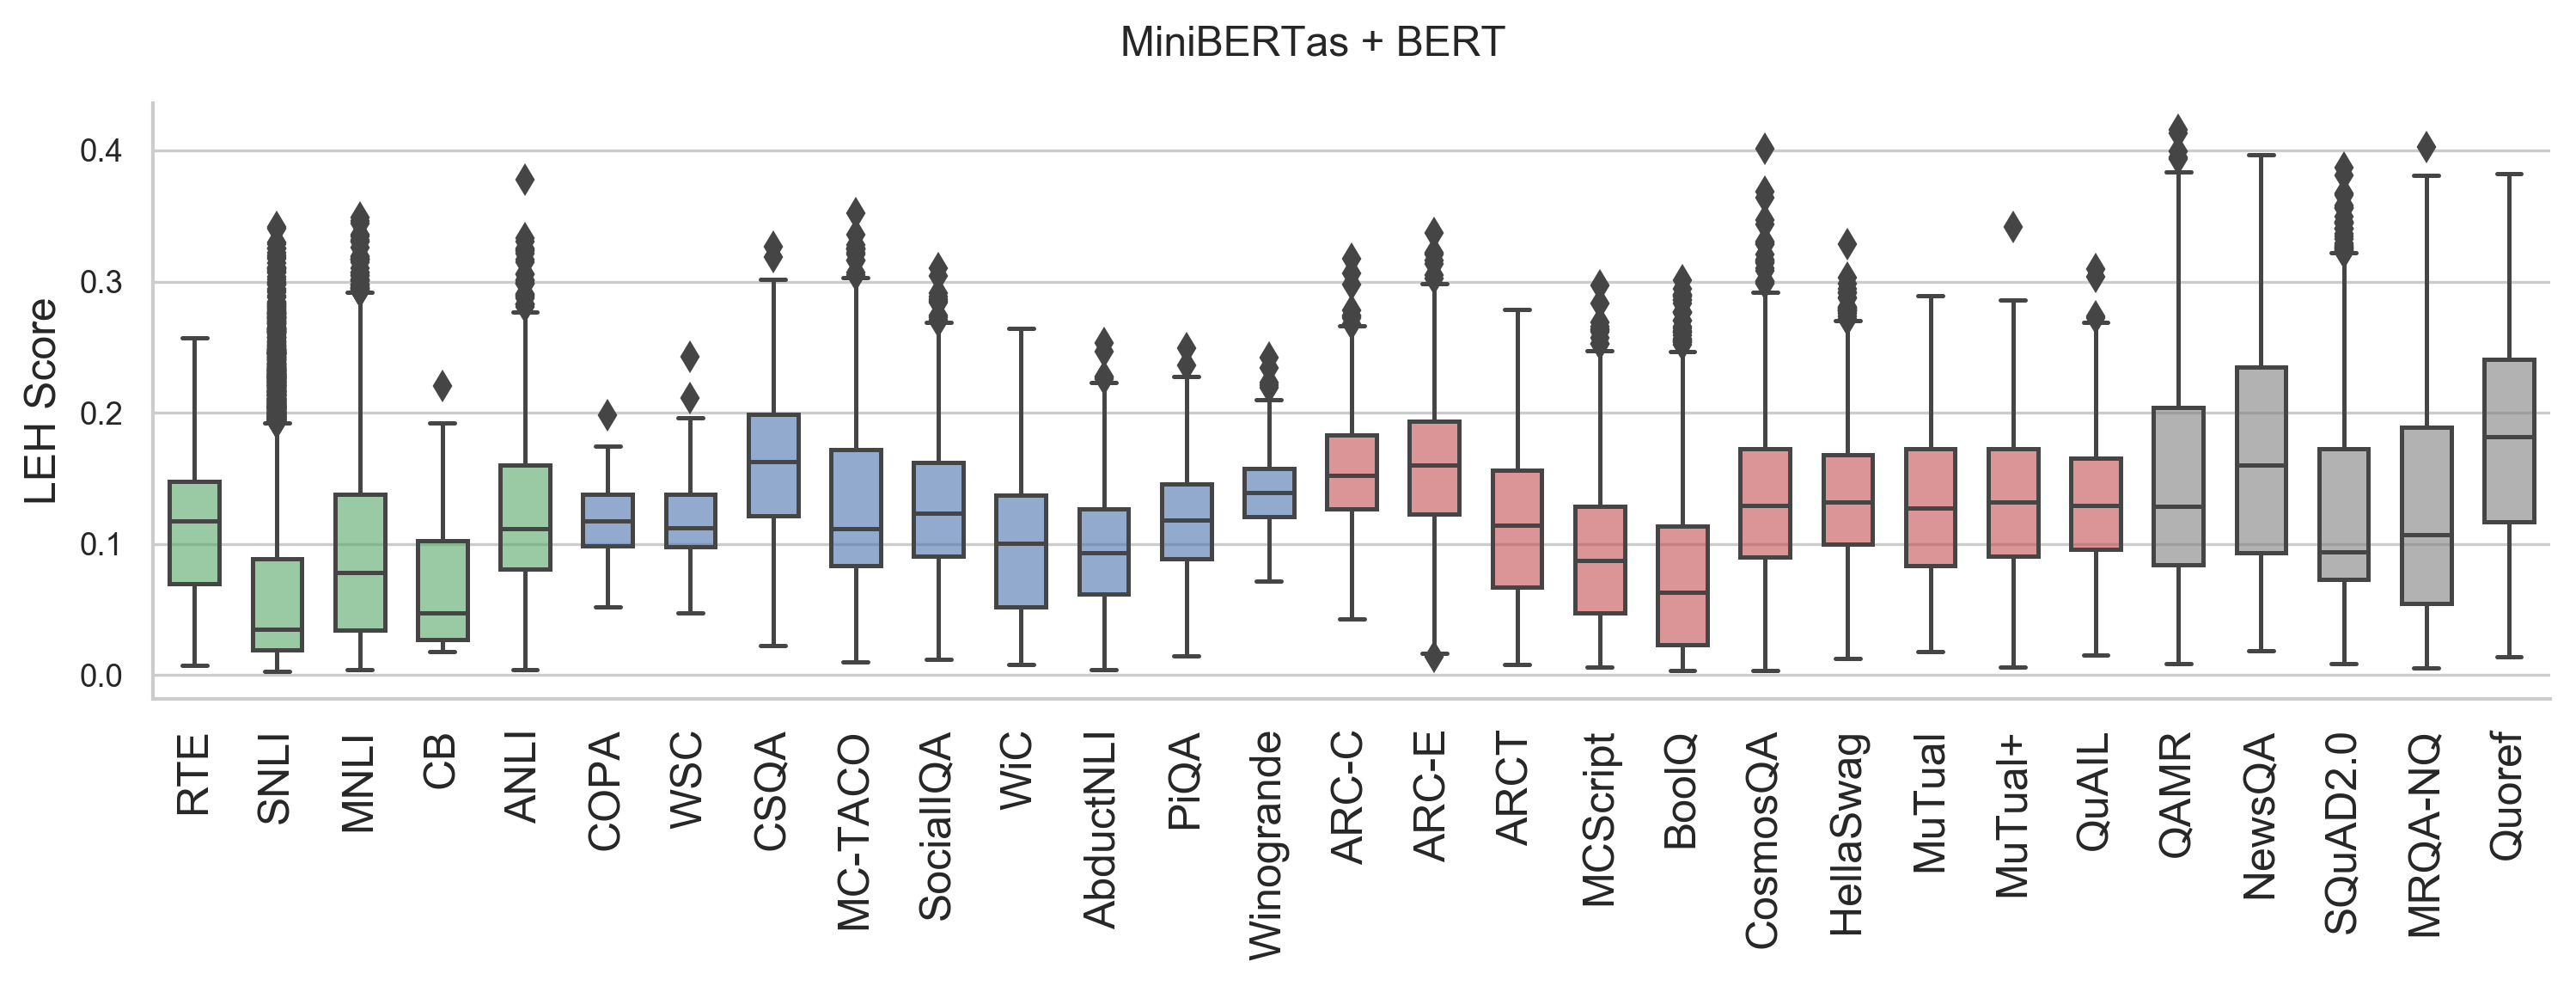 MiniBERTas + BERT
LEH Score
0.4
0.3
0.2
0.1
0.0
RTE
SNLI
MNLI
CB
ANLI
COPA
WSC
CSQA
MC-TACO
SocialIQA
WiC
AbductNLI
PiQA
Winogrande
ARC-C
ARC-E
ARCT
MCScript
BoolQ
CosmosQA
HellaSwag
MuTual
MuTual+
QuAIL
QAMR
NewsQA
SQuAD2.0
MRQA-NQ
Quoref